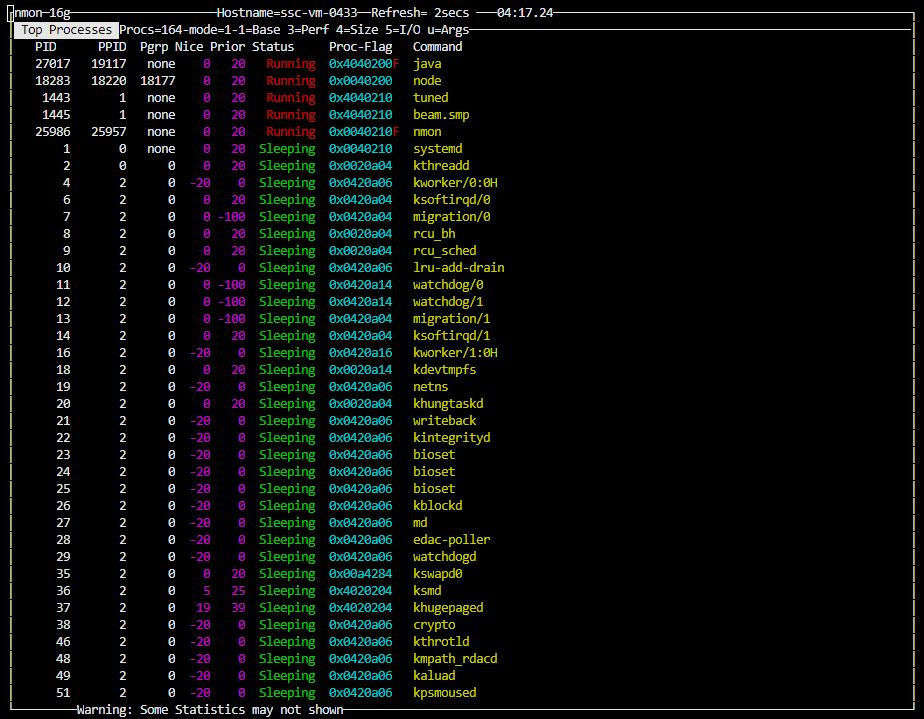 nmon-16g Hostname=ssc-vm-0433 Refresh= 2secs 04:17.24
Top Processes Procs=164-mode=1-1=Base 3=Perf 4=Size 5=I/O u=Args
PID PPID Pgrp Nice Prior Status Proc-Flag Command
27017 19117 none 0 20 Running 0x4040200F java
18283 18220 18177 0 20 Running 0x0040200 node
1443 1 none 0 20 Running 0x4040210 tuned
1445 1 none 0 20 Running 0x4040210 beam.smp
25986 25957 none 0 20 Running 0x0040210F nmon
1 0 none 0 20 Sleeping 0x0040210 systemd
2 0 0 0 20 Sleeping 0x0020a04 kthreadd
4 2 0 -20 0 Sleeping 0x0420a06 kworker/0:0H
6 2 0 0 20 Sleeping 0x0420a04 ksoftirqd/0
7 2 0 0 -100 Sleeping 0x0420a04 migration/0
8 2 0 0 20 Sleeping 0x0020a04 rcu_bh
9 2 0 0 20 Sleeping 0x0020a04 rcu_sched
10 2 0 -20 0 Sleeping 0x0420a06 lru-add-drain
11 2 0 0 -100 Sleeping 0x0420a14 watchdog/0
12 2 0 0 -100 Sleeping 0x0420a14 watchdog/1
13 2 0 0 -100 Sleeping 0x0420a04 migration/1
14 2 0 0 20 Sleeping 0x0420a04 ksoftirqd/1
16 2 0 -20 0 Sleeping 0x0420a16 kworker/1:0H
18 2 0 0 20 Sleeping 0x0020a14 kdevtmpfs
19 2 0 -20 0 Sleeping 0x0420a06 netns
20 2 0 0 20 Sleeping 0x0020a04 khungtaskd
21 2 0 -20 0 Sleeping 0x0420a06 writeback
22 2 0 -20 0 Sleeping 0x0420a06 kintegrityd
23 2 0 -20 0 Sleeping 0x0420a06 bioset
24 2 0 -20 0 Sleeping 0x0420a06 bioset
25 2 0 -20 0 Sleeping 0x0420a06 bioset
26 2 0 -20 0 Sleeping 0x0420a06 kblockd
27 2 0 -20 0 Sleeping 0x0420a06 md
28 2 0 -20 0 Sleeping 0x0420a06 edac-poller
29 2 0 -20 0 Sleeping 0x0420a06 watchdogd
35 2 0 0 20 Sleeping 0x00a4284 kswapd0
36 2 0 5 25 Sleeping 0x4020204 ksmd
37 2 0 19 39 Sleeping 0x4020204 khugepaged
38 2 0 -20 0 Sleeping 0x0420a06 crypto
46 2 0 -20 0 Sleeping 0x0420a06 kthrotld
48 2 0 -20 0 Sleeping 0x0420a06 kmpath_rdacd
49 2 0 -20 0 Sleeping 0x0420a06 kaluad
51 2 0 -20 0 Sleeping 0x0420a06 kpsmoused
Warning: Some Statistics may not shown